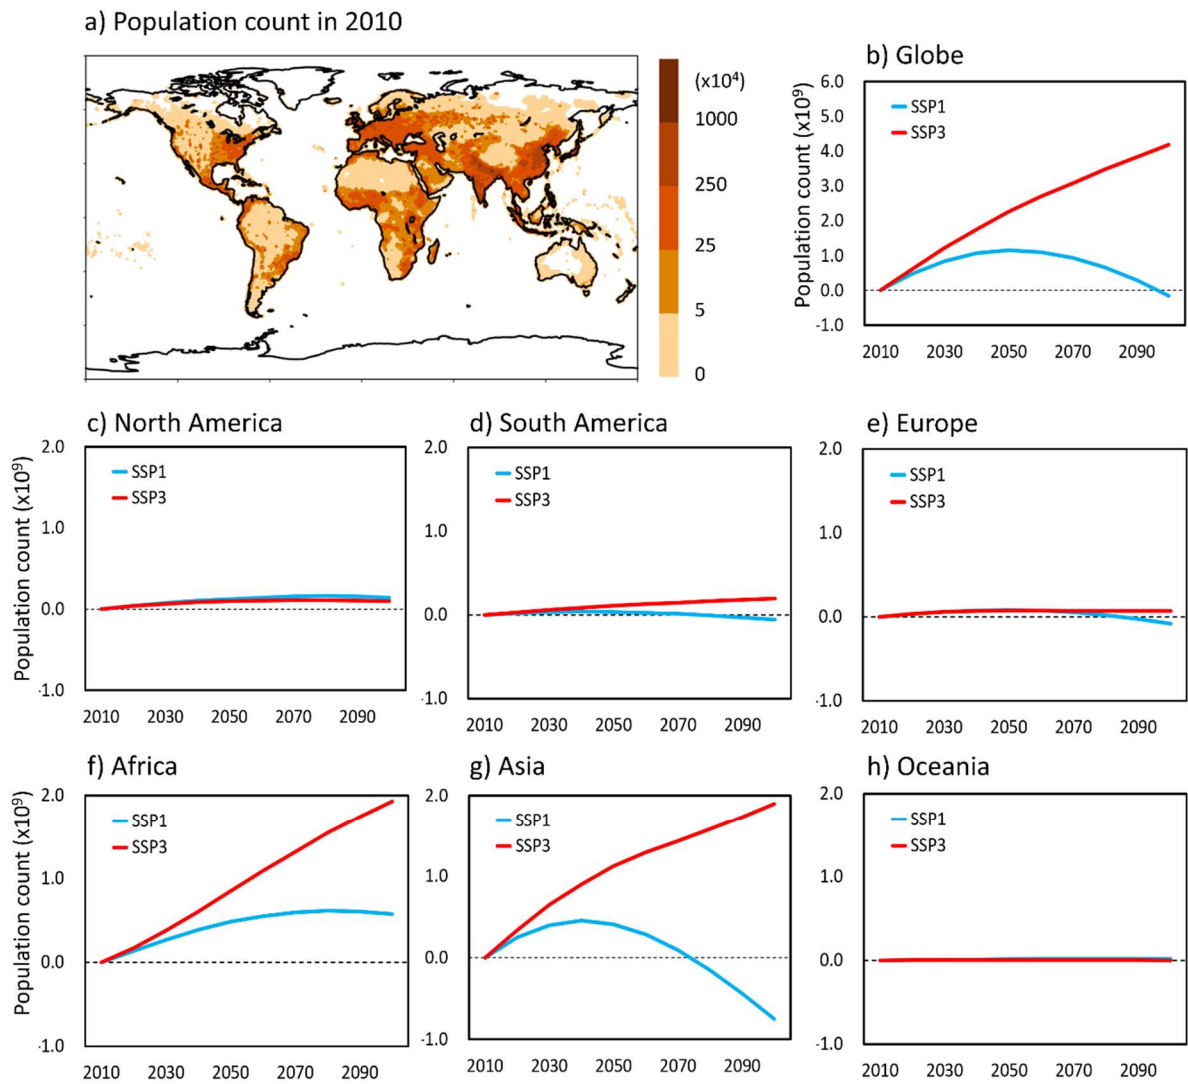 a) Population count in 2010
(x10⁴)
1000
250
25
5
0
b) Globe
Population count (x10⁹)
6.0
5.0
4.0
3.0
2.0
1.0
0.0
-1.0
SSP1
SSP3
2010 2030 2050 2070 2090
c) North America
Population count (x10⁹)
2.0
1.0
0.0
-1.0
SSP1
SSP3
2010 2030 2050 2070 2090
d) South America
2.0
1.0
0.0
-1.0
SSP1
SSP3
2010 2030 2050 2070 2090
e) Europe
2.0
1.0
0.0
-1.0
SSP1
SSP3
2010 2030 2050 2070 2090
f) Africa
Population count (x10⁹)
2.0
1.0
0.0
-1.0
SSP1
SSP3
2010 2030 2050 2070 2090
g) Asia
2.0
1.0
0.0
-1.0
SSP1
SSP3
2010 2030 2050 2070 2090
h) Oceania
2.0
1.0
0.0
-1.0
SSP1
SSP3
2010 2030 2050 2070 2090